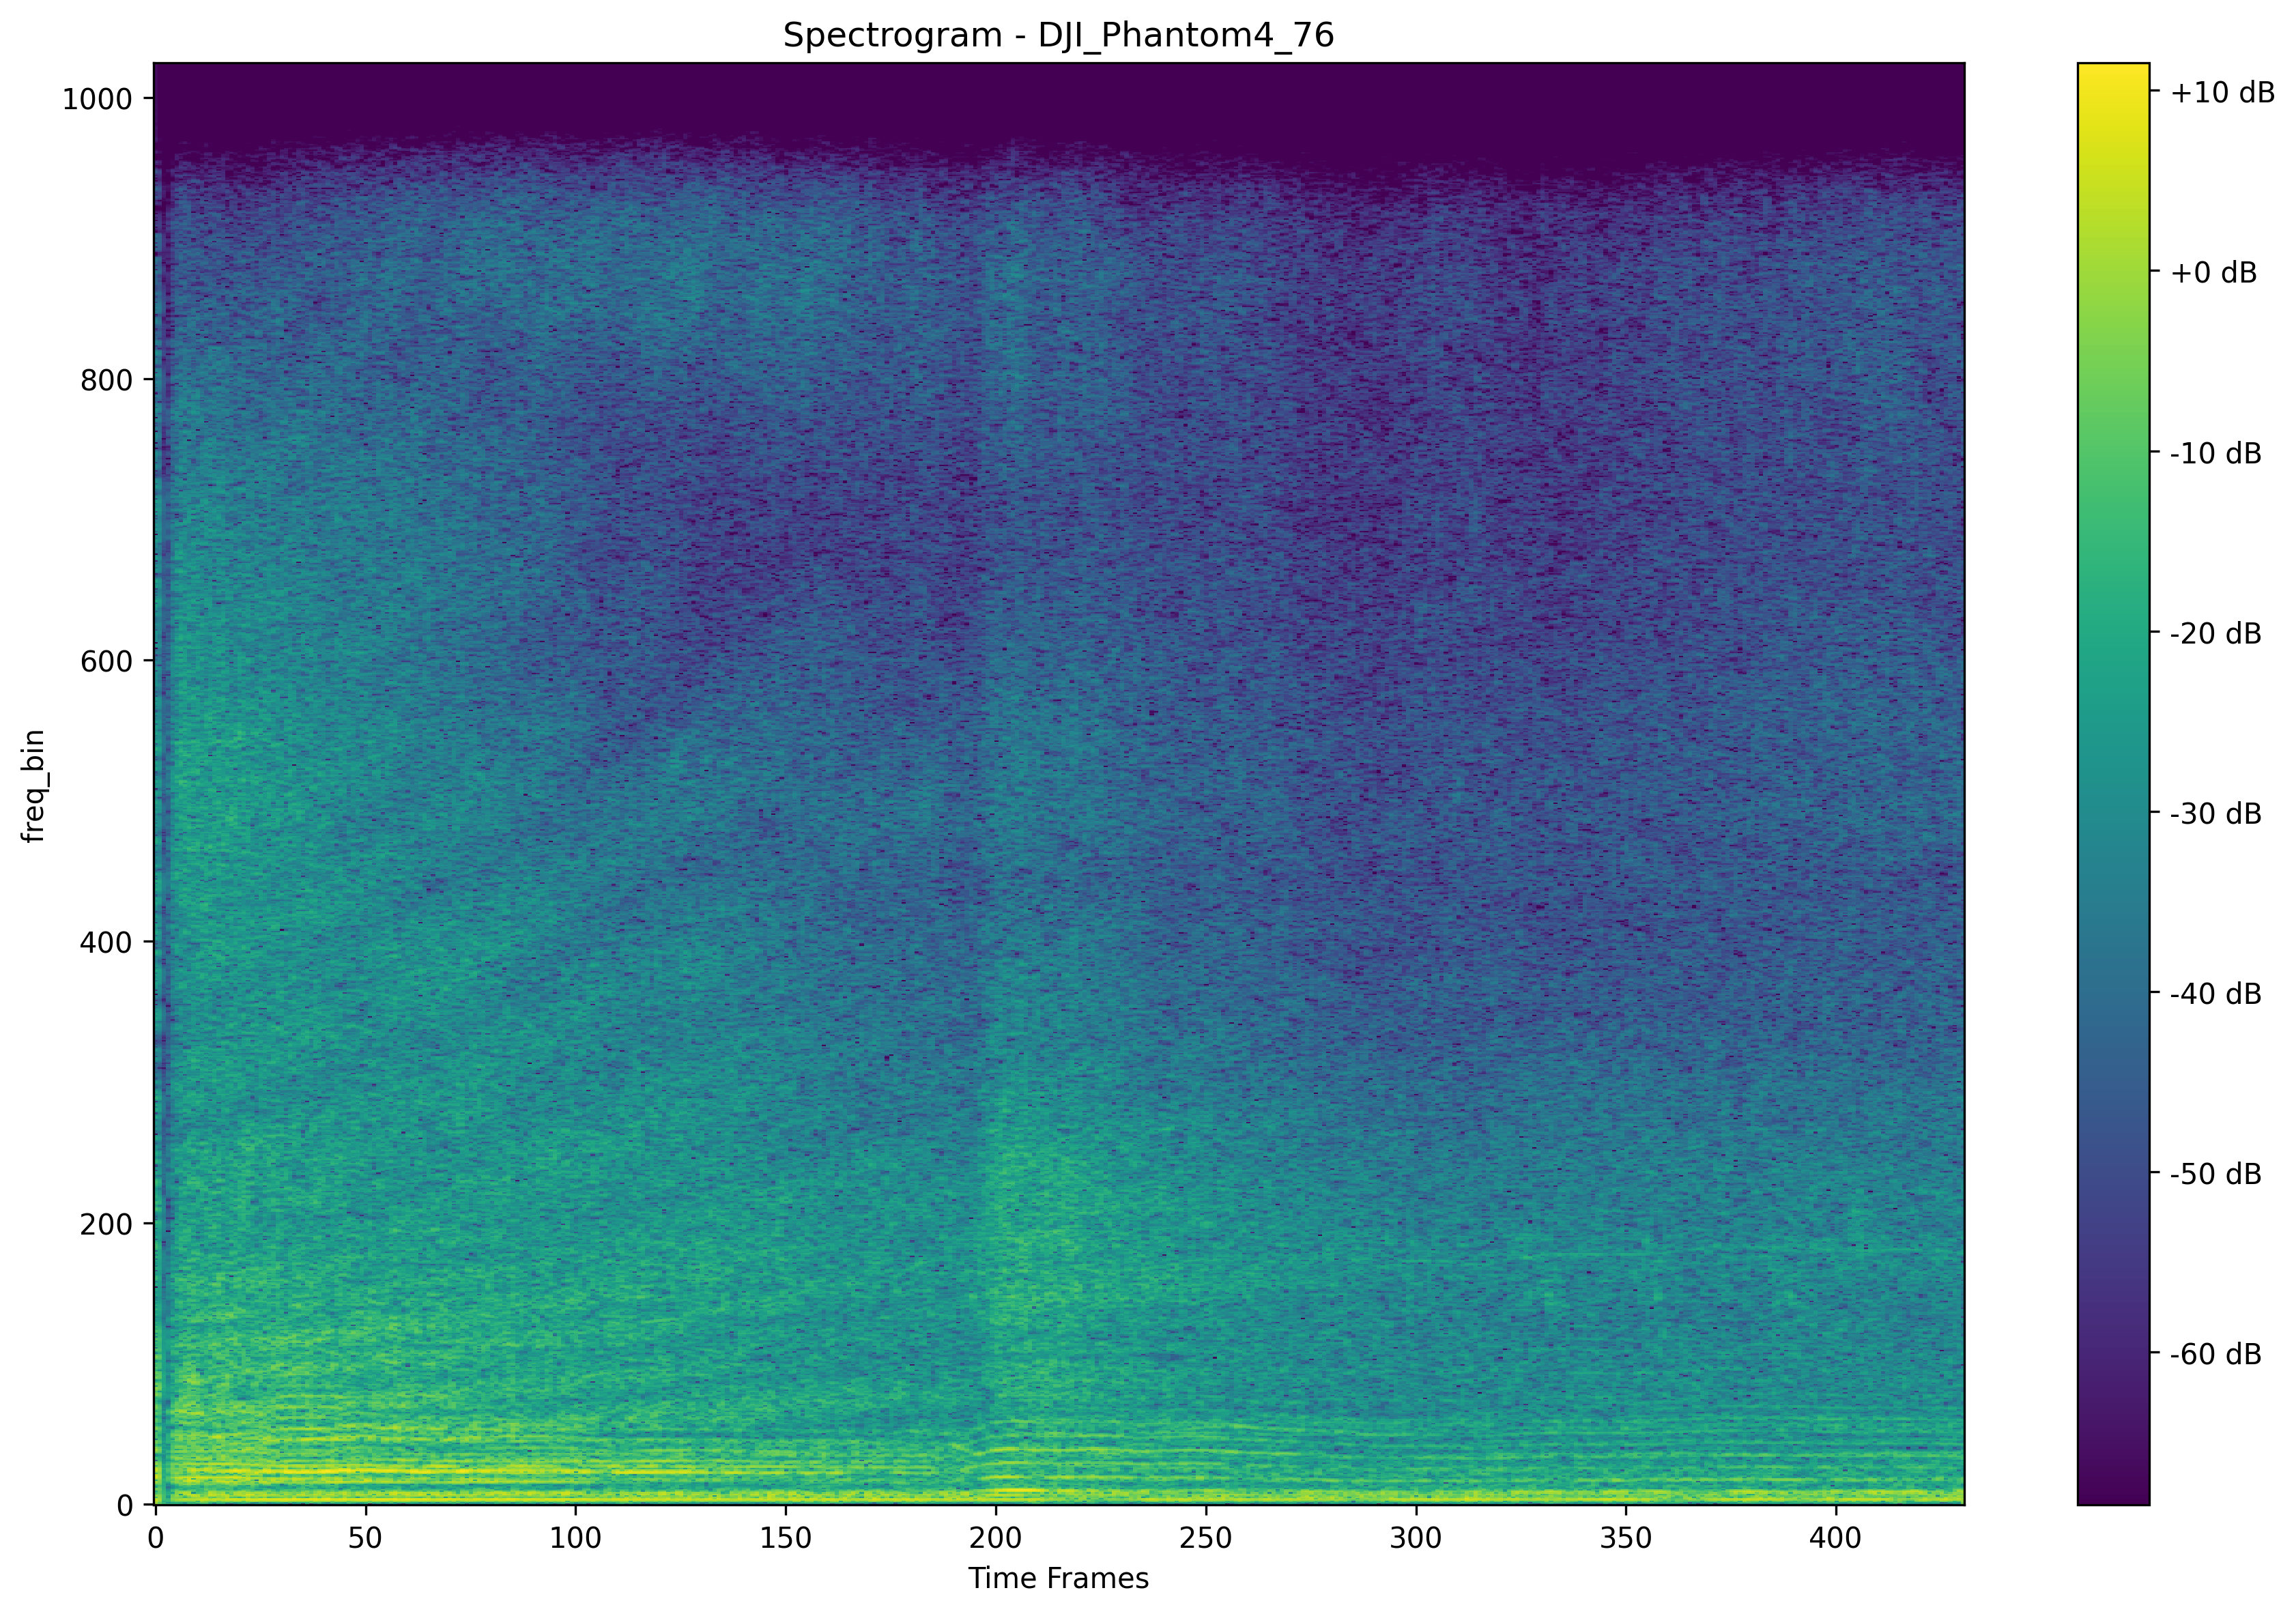 Spectrogram - DJI_Phantom4_76
1000
800
600
400
200
0
freq_bin
0 50 100 150 200 250 300 350 400
Time Frames
+10 dB
+0 dB
-10 dB
-20 dB
-30 dB
-40 dB
-50 dB
-60 dB